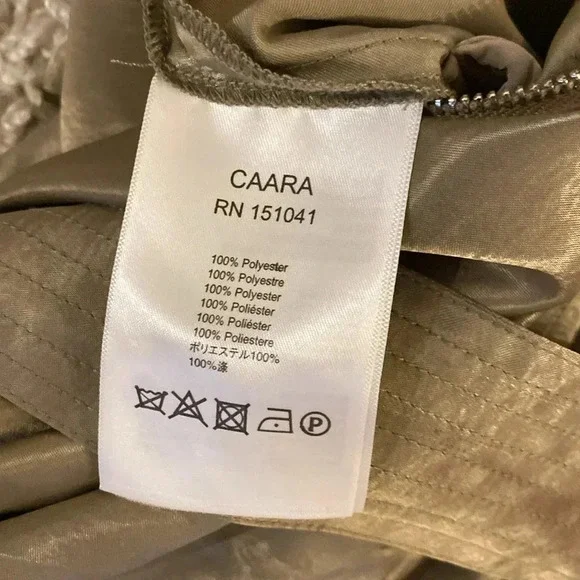 CAARA
RN 151041
100% Polyester
100% Polyestre
100% Polyester
100% Poliéster
100% Poliéster
100% Poliestere
ポリエステル100%
100%涤
P